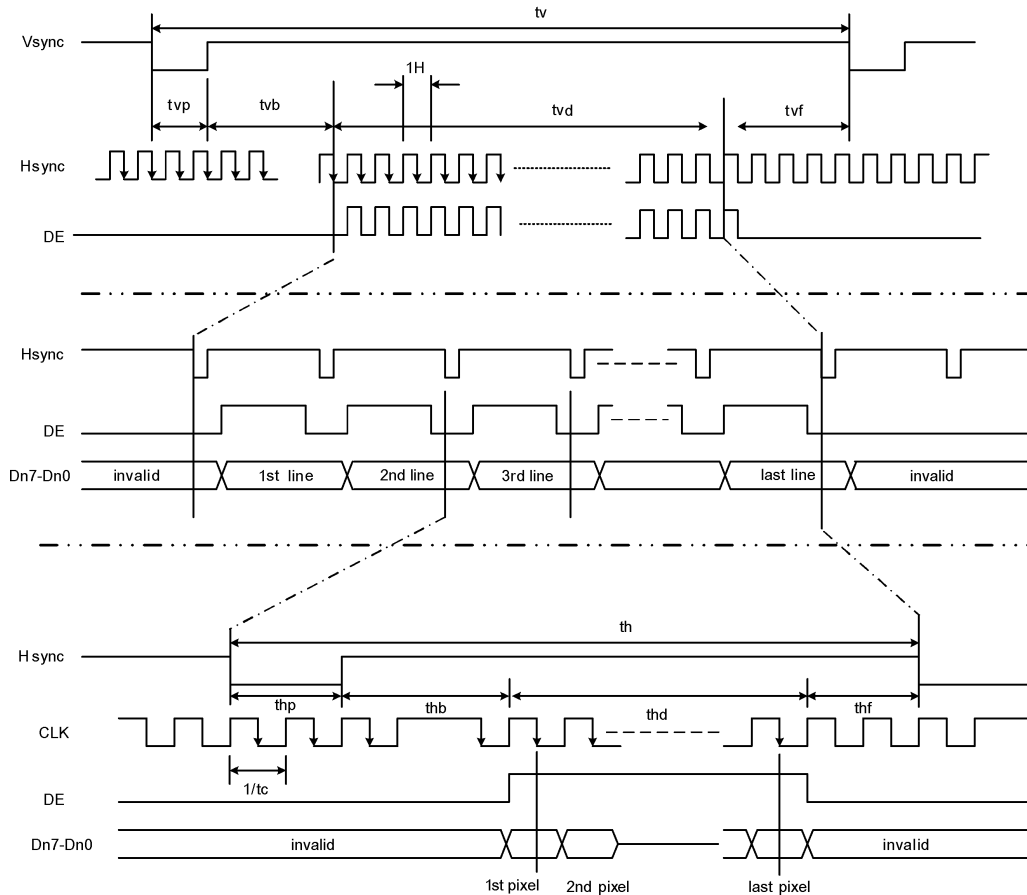 tv
Vsync
1H
tvp
tvb
tvd
tvf
Hsync
DE
Hsync
DE
Dn7-Dn0
invalid
1st line
2nd line
3rd line
last line
invalid
th
Hsync
thp
thb
thd
thf
CLK
1/tc
DE
Dn7-Dn0
invalid
invalid
1st pixel
2nd pixel
last pixel